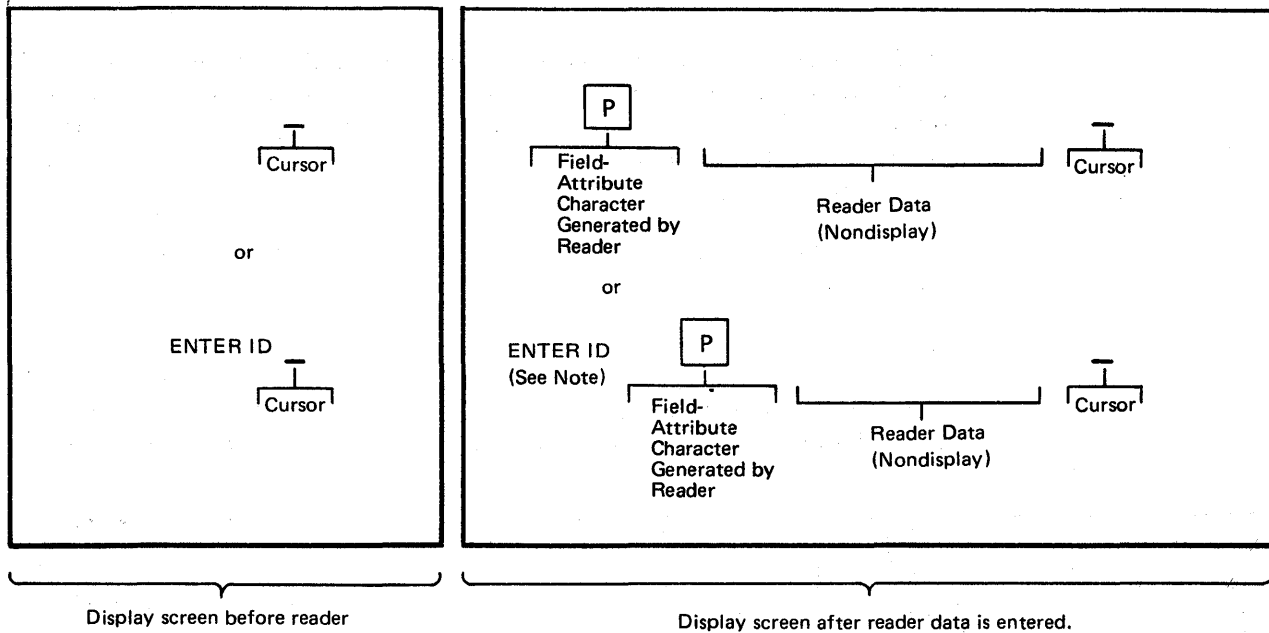 Cursor
or
ENTER ID
Cursor
Display screen before reader
P
Field-
Attribute
Character
Generated by
Reader
Reader Data
(Nondisplay)
Cursor
or
ENTER ID
(See Note)
P
Field-
Attribute
Character
Generated by
Reader
Reader Data
(Nondisplay)
Cursor
Display screen after reader data is entered.